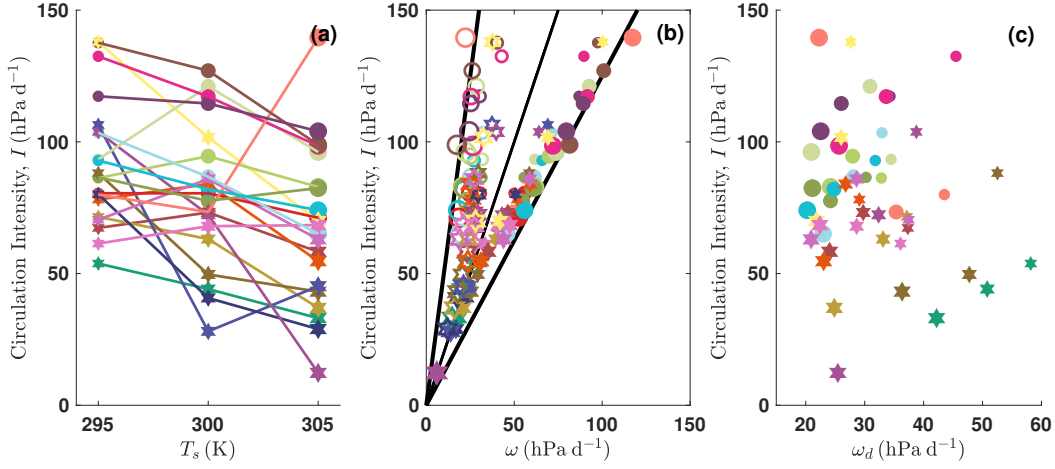 (a)
Circulation Intensity, I (hPa d⁻¹)
150
100
50
0
295
300
305
T_s (K)
(b)
Circulation Intensity, I (hPa d⁻¹)
150
100
50
0
0
50
100
150
ω (hPa d⁻¹)
(c)
Circulation Intensity, I (hPa d⁻¹)
150
100
50
0
20
30
40
50
60
ω_d (hPa d⁻¹)